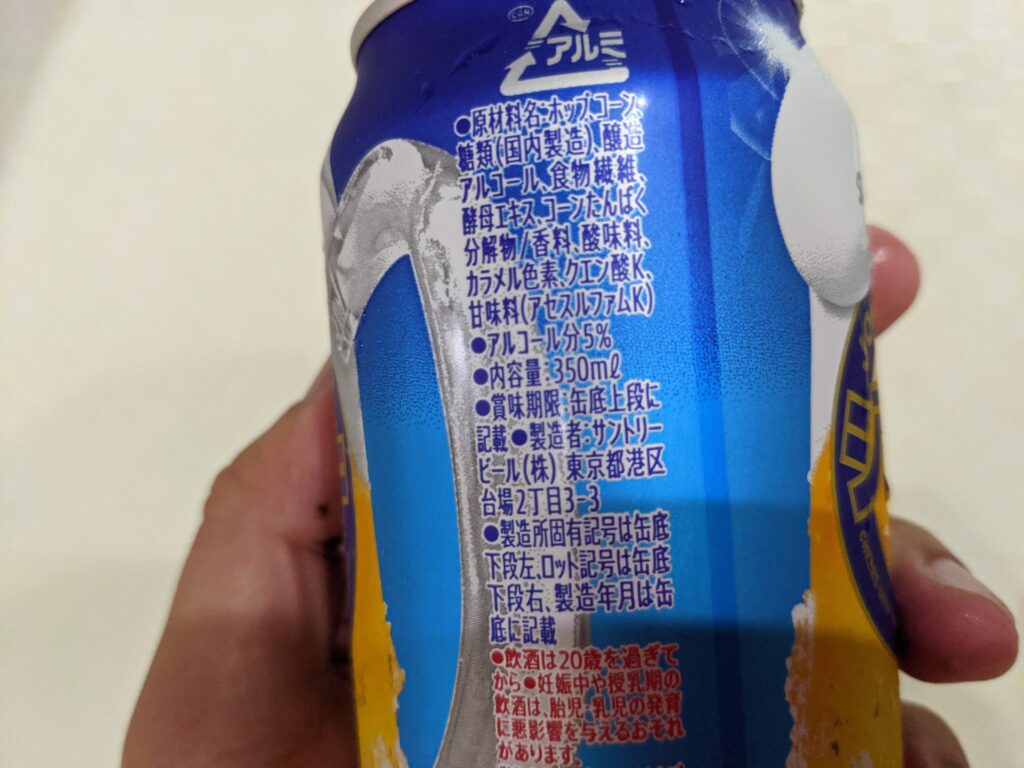 アルミ
●原材料名:ホップ、コーン、
糖類(国内製造)、醸造
アルコール、食物繊維、
酵母エキス、コーンたんぱく
分解物/香料、酸味料、
カラメル色素、クエン酸K、
甘味料(アセスルファムK)
●アルコール分5%
●内容量:350mℓ
●賞味期限:缶底上段に
記載●製造者:サントリー
ビール(株) 東京都港区
台場2丁目3-3
●製造所固有記号は缶底
下段左、ロット記号は缶底
下段右、製造年月は缶
底に記載
●飲酒は20歳を過ぎて
から●妊娠中や授乳期の
飲酒は、胎児・乳児の発育
に悪影響を与えるおそれ
があります。